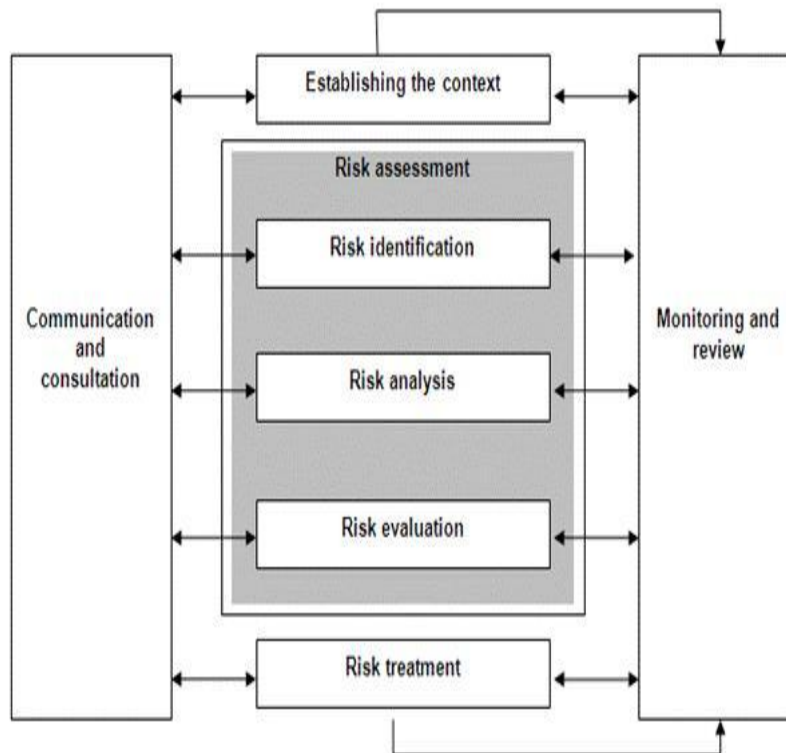 Establishing the context
Risk assessment
Risk identification
Communication
and
consultation
Monitoring and
review
Risk analysis
Risk evaluation
Risk treatment